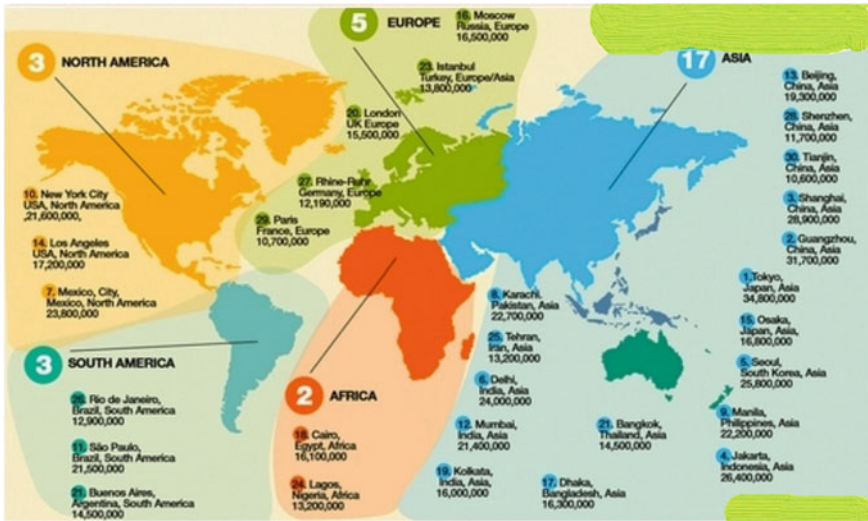 3 NORTH AMERICA
10. New York City
USA, North America
,21,600,000,
14. Los Angeles
USA, North America
17,200,000
7. Mexico, City,
Mexico, North America
23,800,000
5 EUROPE
16. Moscow
Russia, Europe
16,500,000
23. Istanbul
Turkey, Europe/Asia
13,800,000
20. London
UK Europe
15,500,000
27. Rhine-Ruhr
Germany, Europe
12,190,000
29. Paris
France, Europe
10,700,000
17 ASIA
13. Beijing,
China, Asia
19,300,000
28. Shenzhen,
China, Asia
11,700,000
30. Tianjin,
China, Asia
10,600,000
3. Shanghai,
China, Asia
28,900,000
2. Guangzhou,
China, Asia
31,700,000
1.Tokyo,
Japan, Asia
34,800,000
15. Osaka,
Japan, Asia,
16,800,000
5. Seoul,
South Korea, Asia
25,800,000
9. Manila,
Philippines, Asia
22,200,000
4. Jakarta,
Indonesia, Asia
26,400,000
8. Karachi.
Pakistan, Asia
22,700,000
25. Tehran,
Iran, Asia
13,200,000
6. Delhi,
India, Asia
24,000,000
12. Mumbai,
India, Asia
21,400,000
19. Kolkata,
India, Asia,
16,000,000
21. Bangkok,
Thailand, Asia
14,500,000
17. Dhaka,
Bangladesh, Asia
16,300,000
3 SOUTH AMERICA
26. Rio de Janeiro,
Brazil, South America
12,900,000
11. São Paulo,
Brazil, South America
21,500,000
21. Buenos Aires,
Argentina, South America
14,500,000
2 AFRICA
18. Cairo,
Egypt, Africa
16,100,000
24. Lagos,
Nigeria, Africa
13,200,000